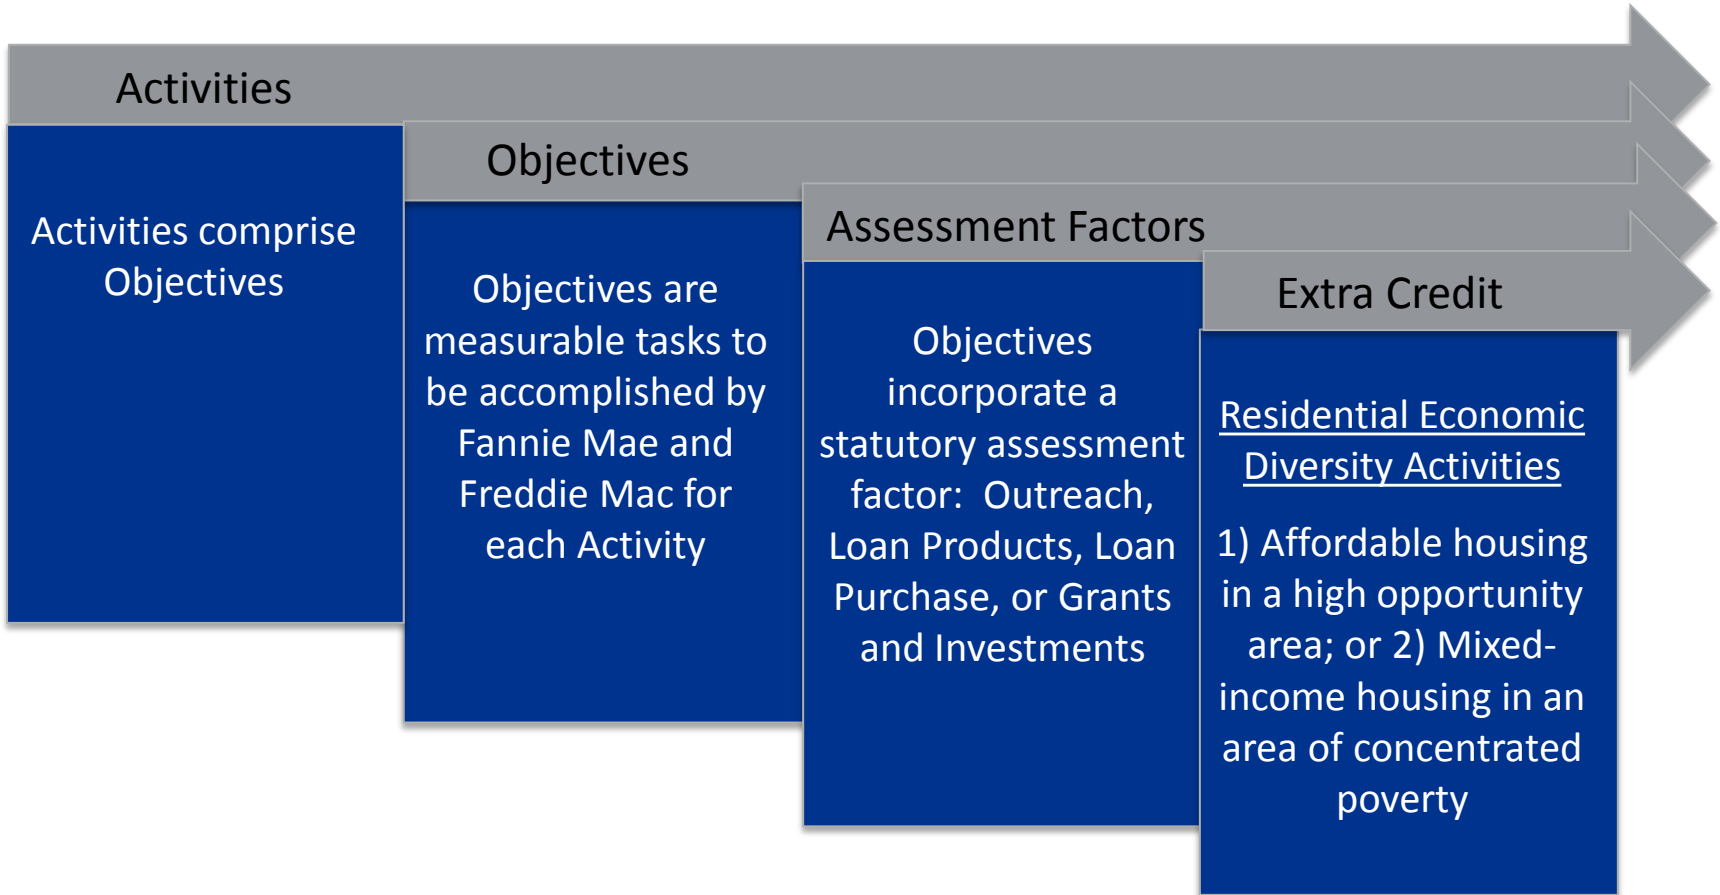 Activities
Activities comprise
Objectives
Objectives
Objectives are
measurable tasks to
be accomplished by
Fannie Mae and
Freddie Mac for
each Activity
Assessment Factors
Objectives
incorporate a
statutory assessment
factor:  Outreach,
Loan Products, Loan
Purchase, or Grants
and Investments
Extra Credit
Residential Economic
Diversity Activities
1) Affordable housing
in a high opportunity
area; or 2) Mixed-
income housing in an
area of concentrated
poverty